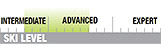 INTERMEDIATE ADVANCED EXPERT
SKI LEVEL